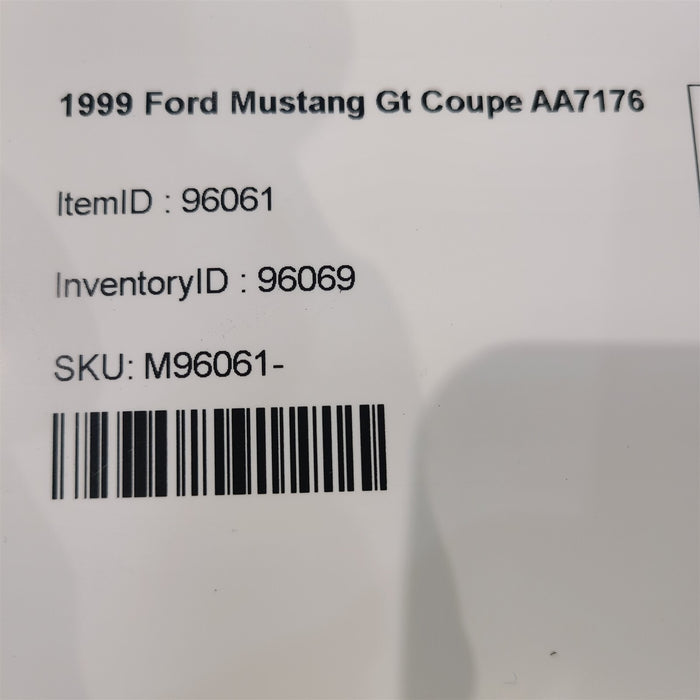 1999 Ford Mustang Gt Coupe AA7176
ItemID : 96061
InventoryID : 96069
SKU: M96061-